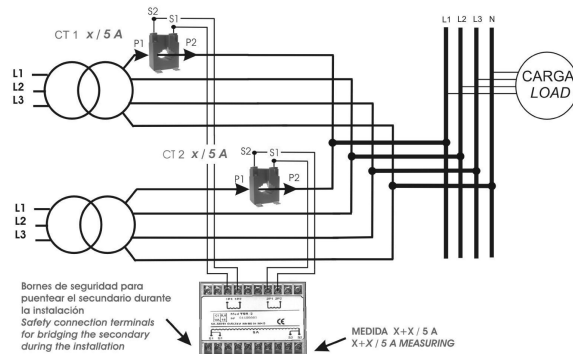 S2 S1
CT 1 x / 5 A
P1 P2
L1
L2
L3
L1 L2 L3 N
CARGA
LOAD
CT 2 x / 5 A
S2 S1
P1 P2
L1
L2
L3
Bornes de seguridad para
puentear el secundario durante
la instalación
Safety connection terminals
for bridging the secondary
during the installation
CE
MEDIDA X+X / 5 A
X+X / 5 A MEASURING